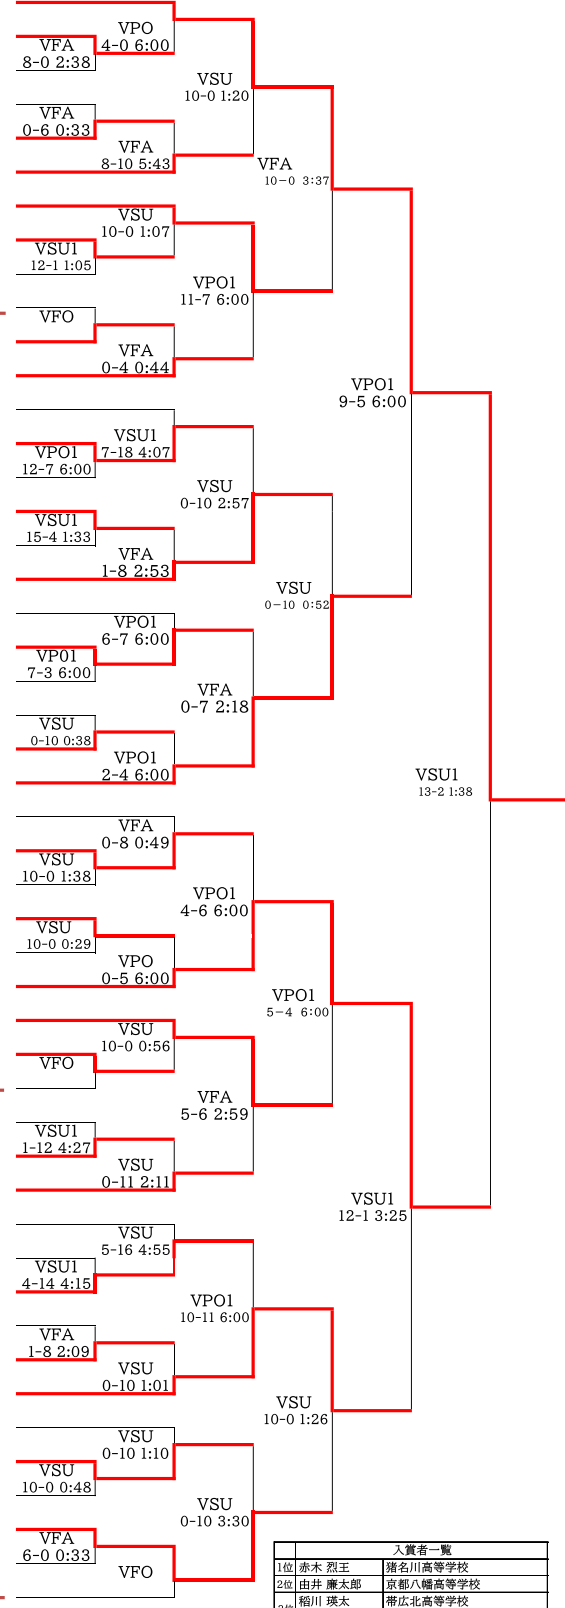 VPO
4-0 6:00
VFA
8-0 2:38
VSU
10-0 1:20
VFA
0-6 0:33
VFA
8-10 5:43
VFA
10-0 3:37
VSU
10-0 1:07
VSU1
12-1 1:05
VPO1
11-7 6:00
VFO
VFA
0-4 0:44
VPO1
9-5 6:00
VSU1
7-18 4:07
VPO1
12-7 6:00
VSU
0-10 2:57
VSU1
15-4 1:33
VFA
1-8 2:53
VSU
0-10 0:52
VPO1
6-7 6:00
VP01
7-3 6:00
VFA
0-7 2:18
VSU
0-10 0:38
VPO1
2-4 6:00
VSU1
13-2 1:38
VFA
0-8 0:49
VSU
10-0 1:38
VPO1
4-6 6:00
VSU
10-0 0:29
VPO
0-5 6:00
VPO1
5-4 6:00
VSU
10-0 0:56
VFO
VFA
5-6 2:59
VSU1
1-12 4:27
VSU
0-11 2:11
VSU1
12-1 3:25
VSU
5-16 4:55
VSU1
4-14 4:15
VPO1
10-11 6:00
VFA
1-8 2:09
VSU
0-10 1:01
VSU
10-0 1:26
VSU
0-10 1:10
VSU
10-0 0:48
VSU
0-10 3:30
VFA
6-0 0:33
VFO
入賞者一覧
1位 赤木 烈王 猪名川高等学校
2位 由井 廉太郎 京都八幡高等学校
稲川 瑛太 帯広北高等学校